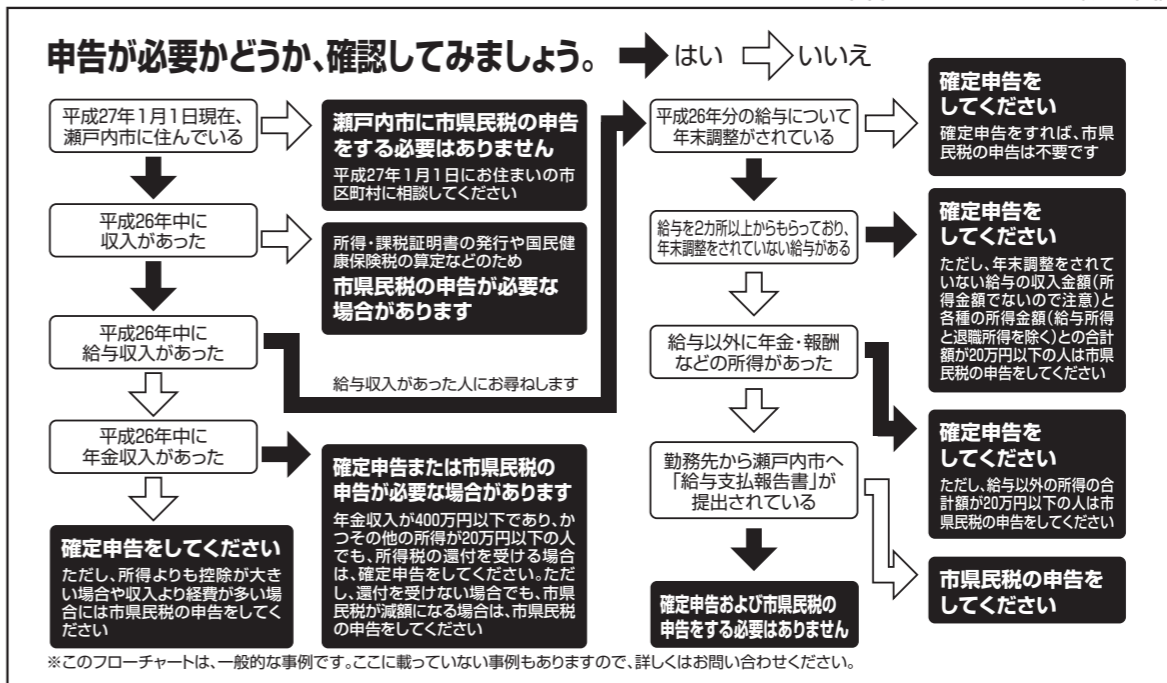 申告が必要かどうか、確認してみましょう。
はい
いいえ
平成27年1月1日現在、
瀬戸内市に住んでいる
瀬戸内市に市県民税の申告
をする必要はありません
平成27年1月1日にお住まいの市
区町村に相談してください
平成26年中に
収入があった
所得・課税証明書の発行や国民健
康保険税の算定などのため
市県民税の申告が必要な
場合があります
平成26年中に
給与収入があった
給与収入があった人にお尋ねします
平成26年中に
年金収入があった
確定申告または市県民税の
申告が必要な場合があります
年金収入が400万円以下であり、か
つその他の所得が20万円以下の人
でも、所得税の還付を受ける場合
は、確定申告をしてください。ただ
し、還付を受けない場合でも、市県
民税が減額になる場合は、市県民税
の申告をしてください
確定申告をしてください
ただし、所得よりも控除が大き
い場合や収入より経費が多い場
合には市県民税の申告をしてく
ださい
平成26年分の給与について
年末調整がされている
確定申告を
してください
確定申告をすれば、市県
民税の申告は不要です
給与を2カ所以上からもらっており、
年末調整をされていない給与がある
確定申告を
してください
ただし、年末調整をされて
いない給与の収入金額(所
得金額でないので注意)と
各種の所得金額(給与所得
と退職所得を除く)との合計
額が20万円以下の人は市県
民税の申告をしてください
給与以外に年金・報酬
などの所得があった
確定申告を
してください
ただし、給与以外の所得の合
計額が20万円以下の人は市
県民税の申告をしてください
勤務先から瀬戸内市へ
「給与支払報告書」が
提出されている
市県民税の申告を
してください
確定申告および市県民税の
申告をする必要はありません
※このフローチャートは、一般的な事例です。ここに載っていない事例もありますので、詳しくはお問い合わせください。